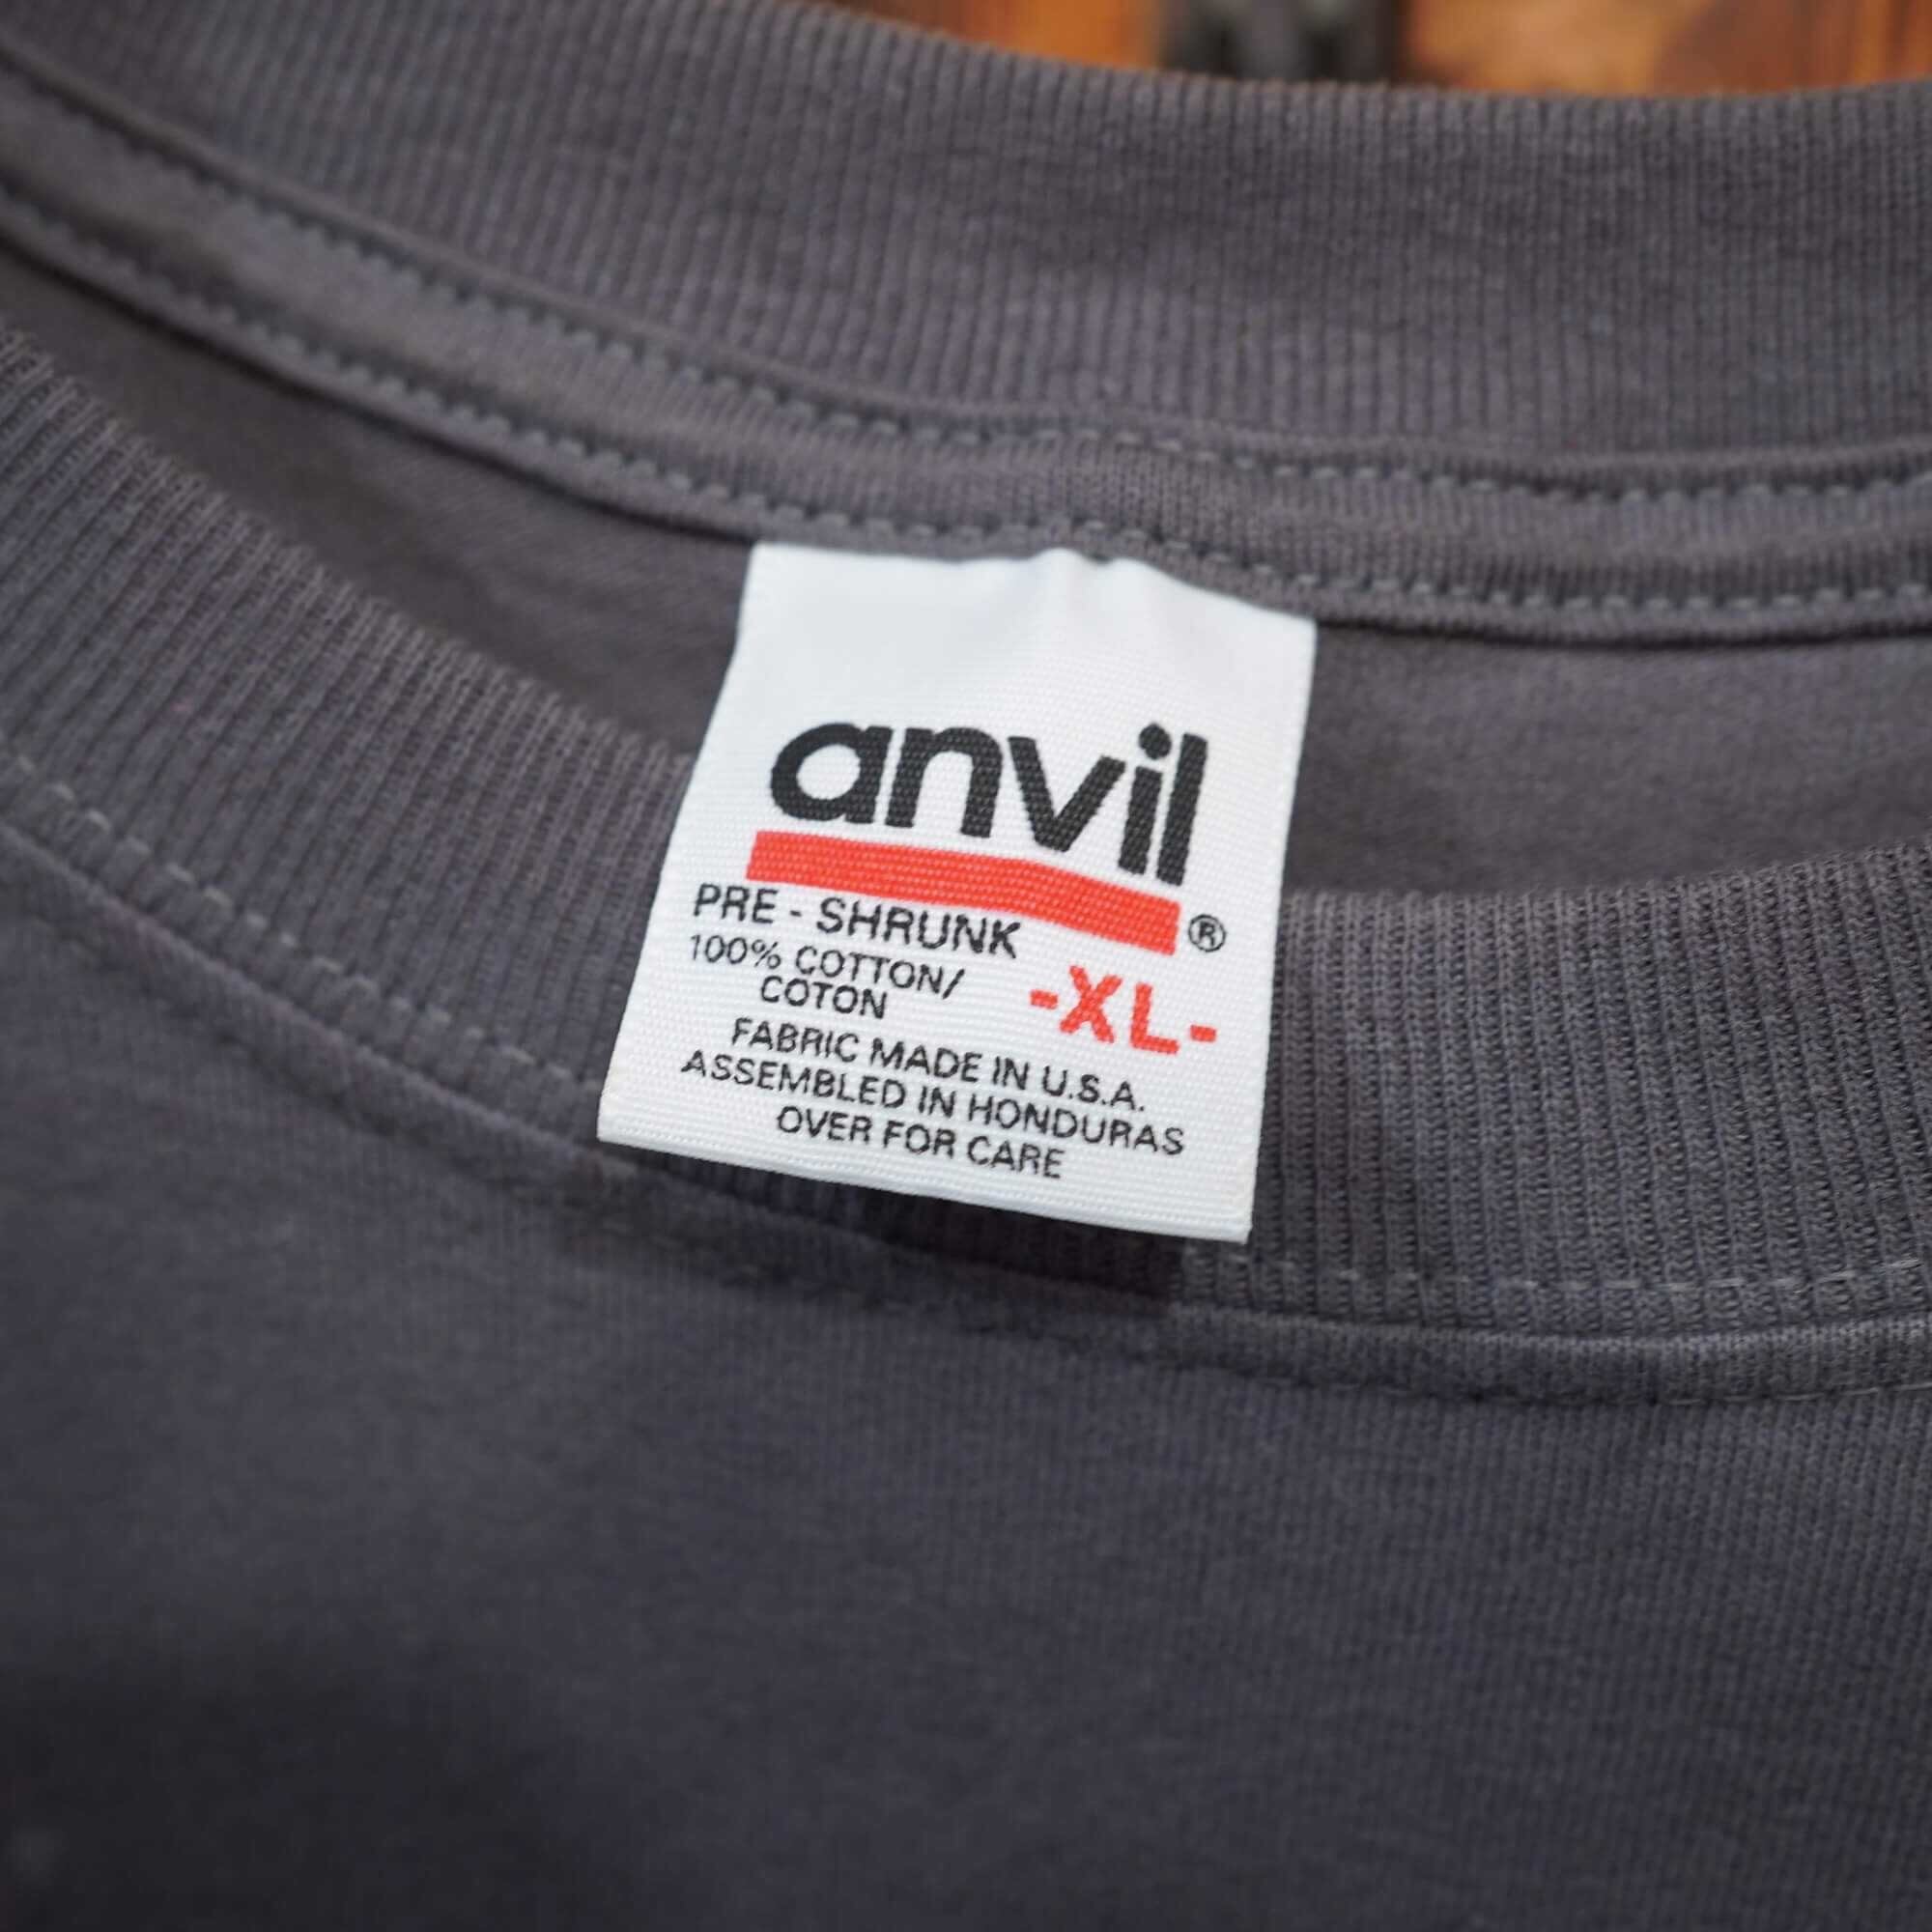 anvil
®
PRE - SHRUNK
100% COTTON/
COTON
-XL-
FABRIC MADE IN U.S.A.
ASSEMBLED IN HONDURAS
OVER FOR CARE